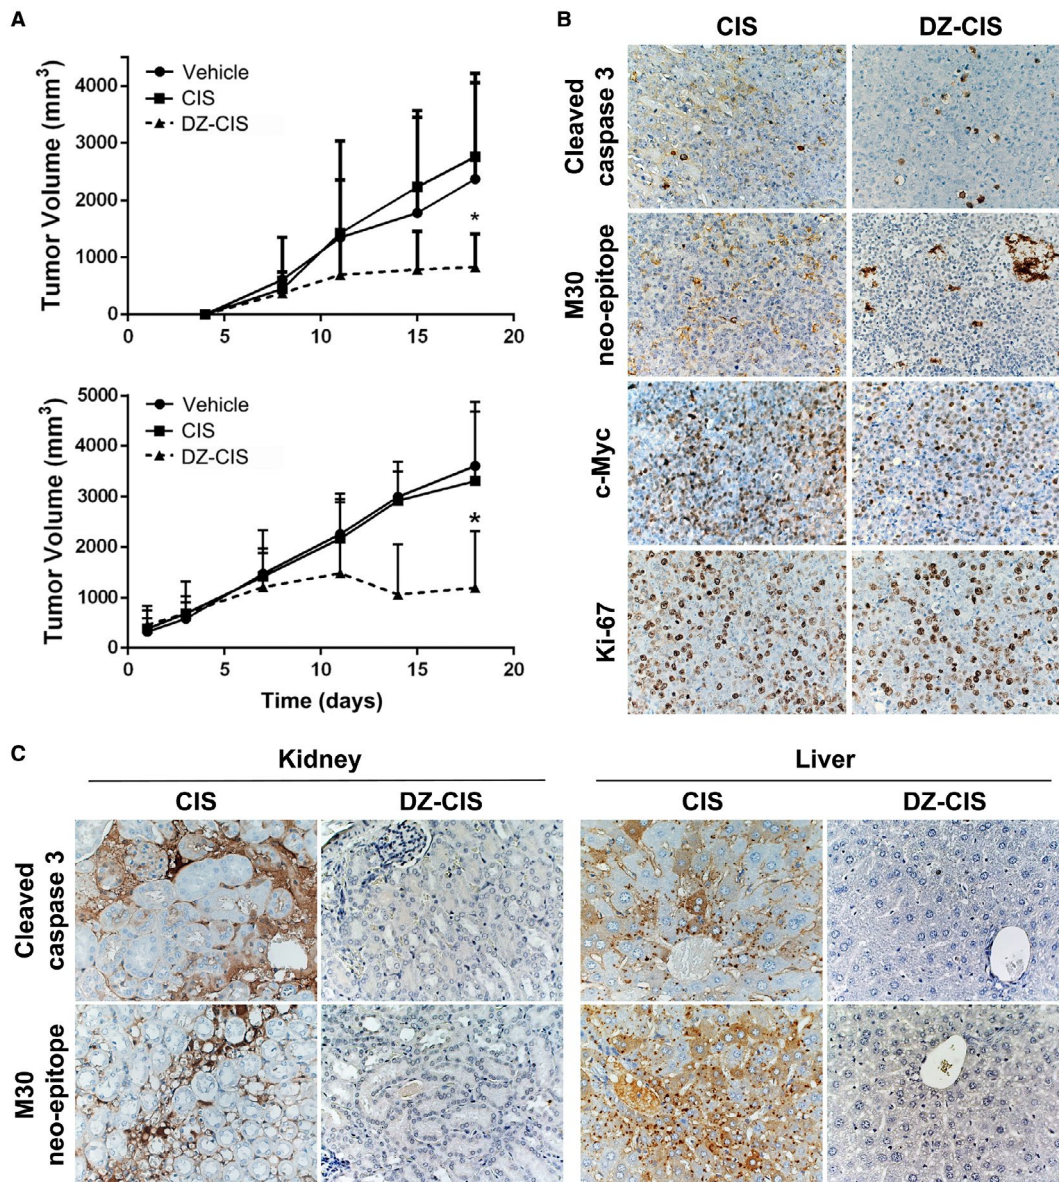 A
Tumor Volume (mm³)
4000
3000
2000
1000
0
Vehicle
CIS
DZ-CIS
*
0 5 10 15 20
Tumor Volume (mm³)
5000
4000
3000
2000
1000
0
Vehicle
CIS
DZ-CIS
*
0 5 10 15 20
Time (days)
B
CIS DZ-CIS
Cleaved
caspase 3
M30
neo-epitope
c-Myc
Ki-67
C
Kidney Liver
CIS DZ-CIS CIS DZ-CIS
Cleaved
caspase 3
M30
neo-epitope